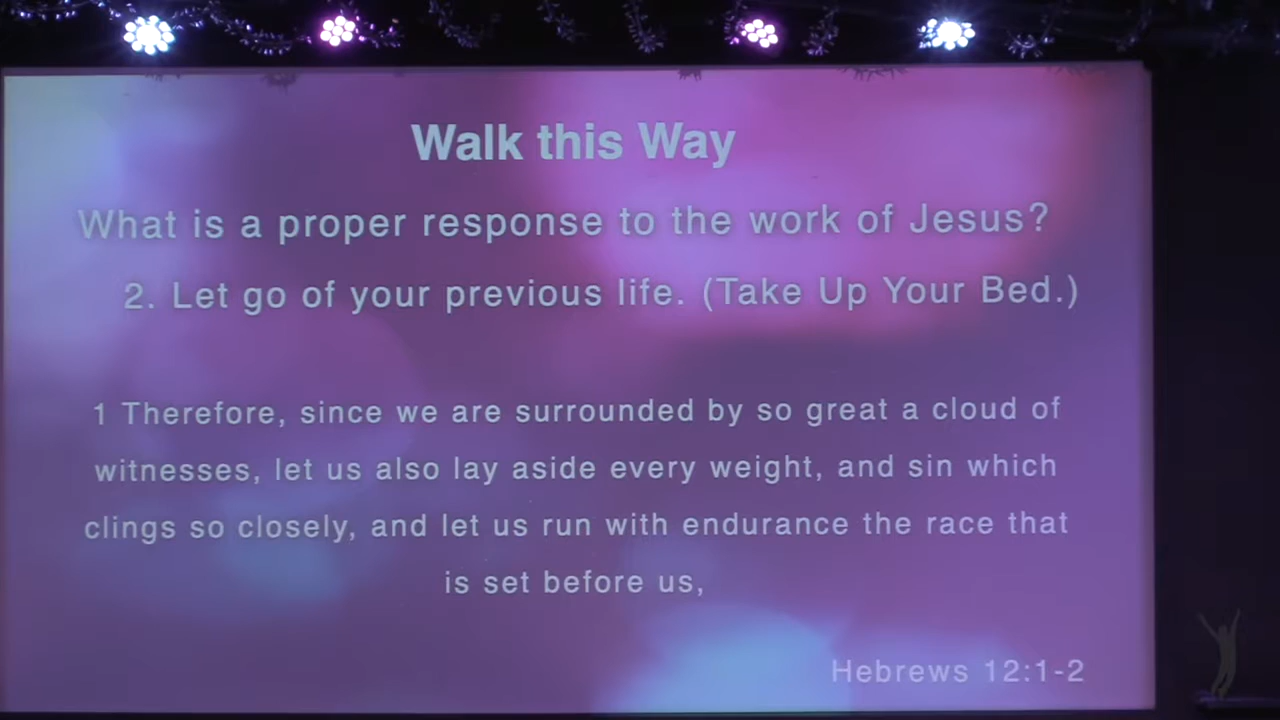 Walk this Way
What is a proper response to the work of Jesus?
2. Let go of your previous life. (Take Up Your Bed.)
1 Therefore, since we are surrounded by so great a cloud of
witnesses, let us also lay aside every weight, and sin which
clings so closely, and let us run with endurance the race that
is set before us,
Hebrews 12:1-2